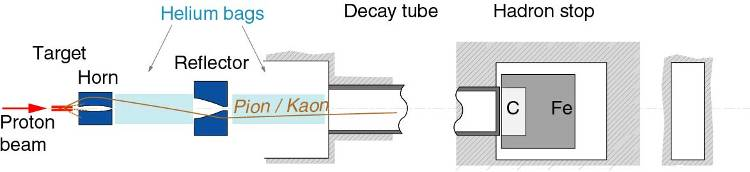 Helium bags
Decay tube
Hadron stop
Target
Horn
Reflector
Pion / Kaon
Proton
beam
C
Fe